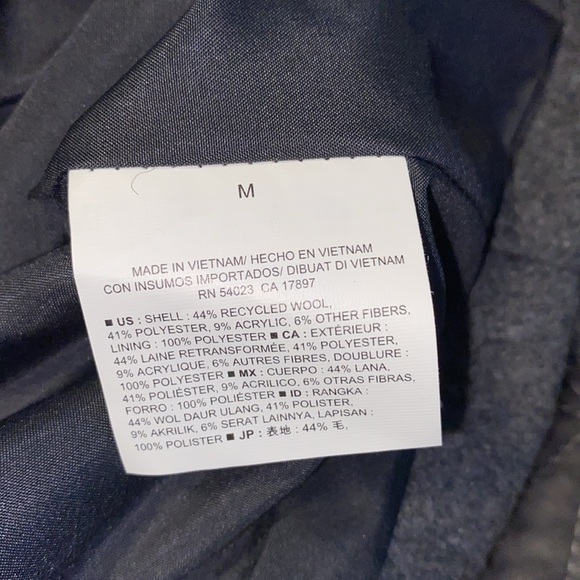 M
MADE IN VIETNAM/ HECHO EN VIETNAM
CON INSUMOS IMPORTADOS/ DIBUAT DI VIETNAM
RN 54023 CA 17897
■ US : SHELL : 44% RECYCLED WOOL,
41% POLYESTER, 9% ACRYLIC, 6% OTHER FIBERS,
LINING : 100% POLYESTER ■ CA : EXTÉRIEUR :
44% LAINE RETRANSFORMÉE, 41% POLYESTER,
9% ACRYLIQUE, 6% AUTRES FIBRES, DOUBLURE :
100% POLYESTER ■ MX : CUERPO : 44% LANA,
41% POLIÉSTER, 9% ACRILICO, 6% OTRAS FIBRAS,
FORRO : 100% POLIÉSTER ■ ID : RANGKA :
44% WOL DAUR ULANG, 41% POLISTER,
9% AKRILIK, 6% SERAT LAINNYA, LAPISAN :
100% POLISTER ■ JP : 表地 : 44% 毛,